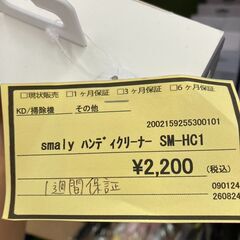 □現状販売 □1ヶ月保証 □3ヶ月保証 □6ヶ月保証
KD/掃除機 その他
2002159255300101
smaly ハンディクリーナー SM-HC1
¥2,200 (税込)
1週間保証
090124
260824